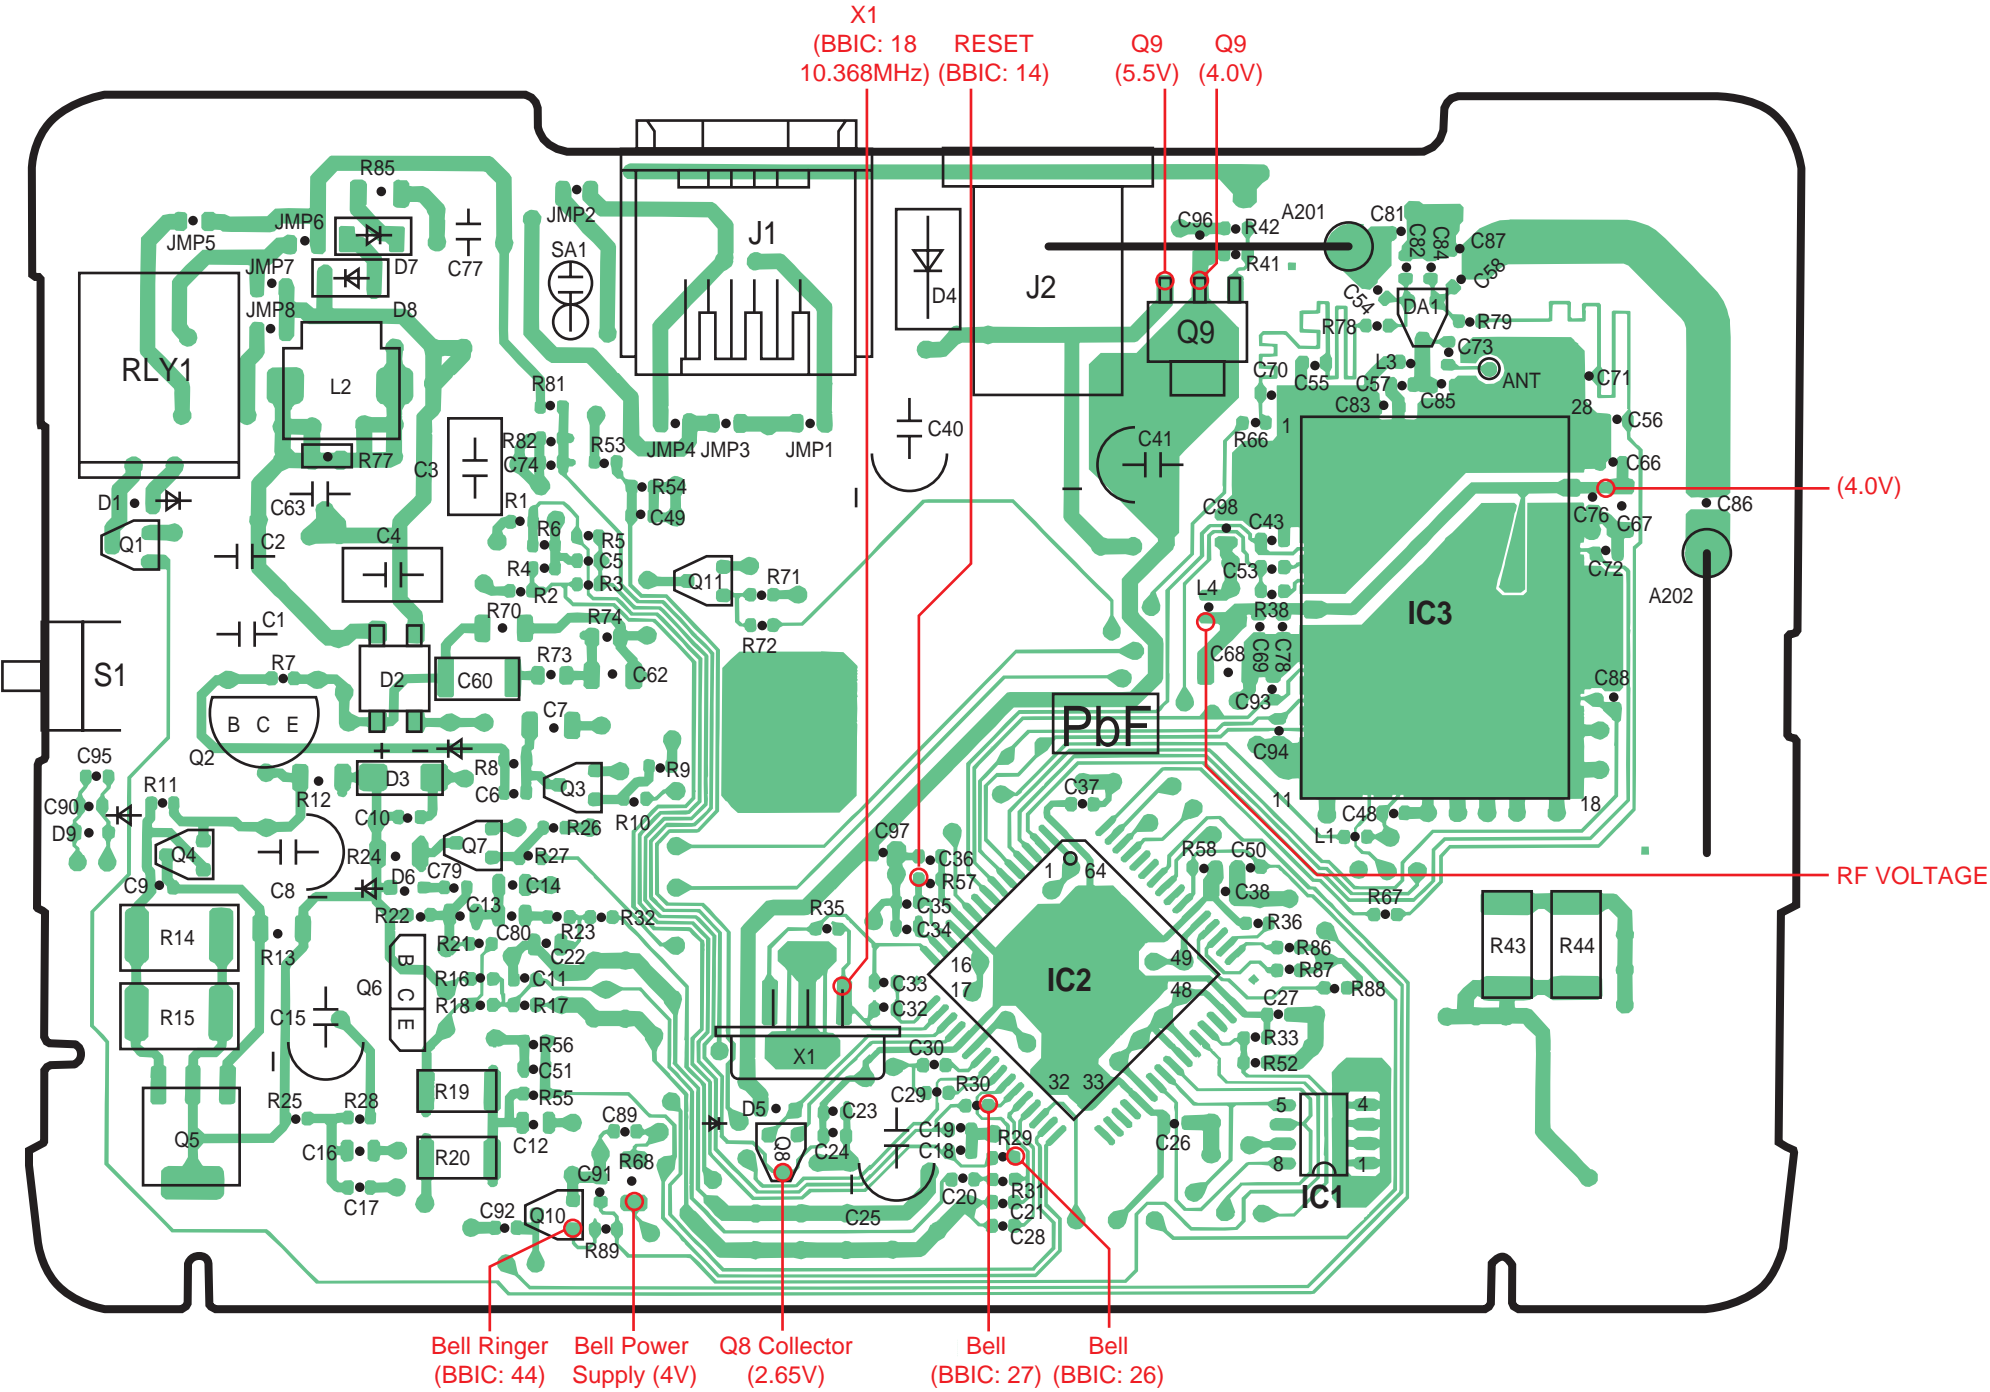 X1
(BBIC: 18
10.368MHz)
RESET
(BBIC: 14)
Q9
(5.5V)
Q9
(4.0V)
R85
JMP5
JMP6
JMP7
JMP8
D7
D8
C77
JMP2
SA1
J1
D4
J2
C96
R42
R41
A201
C81
C82
C84
C87
C58
C54
DA1
R78
R79
Q9
RLY1
L2
R77
C3
R81
R82
C74
R53
JMP4
JMP3
JMP1
C40
C41
C70
C55
L3
C57
C83
C85
C73
ANT
C71
R66
1
28
C56
C66
(4.0V)
C76
C67
C86
C72
A202
D1
Q1
C63
C2
C4
R1
R6
R54
C49
R5
C5
R4
R3
R2
Q11
R71
R72
C98
C43
C53
L4
R38
IC3
C68
C69
C78
C93
C94
C88
C1
R70
R74
S1
R7
D2
C60
R73
C62
B C E
Q2
C7
PbF
+ −
C95
R11
R12
D3
R8
C6
Q3
R9
R10
C90
D9
C10
C37
11
18
C48
L1
Q4
C8
R24
Q7
R26
R27
C97
C36
R57
1
64
R58
C50
C38
C9
D6
C79
C14
C35
C34
R67
RF VOLTAGE
R14
R13
R22
C13
C80
R23
R32
R35
R36
R43
R44
R21
C22
R86
R87
R88
B C E
Q6
R16
C11
R18
R17
C33
C32
16
17
IC2
49
48
R15
C15
C27
R33
R52
R56
C51
R55
X1
C30
C29
R30
32
33
R25
R28
R19
D5
C23
C24
5
4
Q5
C16
R20
C12
C89
Q8
C19
C18
R29
C26
8
1
IC1
C17
C91
R68
C20
R31
C21
C92
Q10
R89
C25
C28
Bell Ringer
(BBIC: 44)
Bell Power
Supply (4V)
Q8 Collector
(2.65V)
Bell
(BBIC: 27)
Bell
(BBIC: 26)